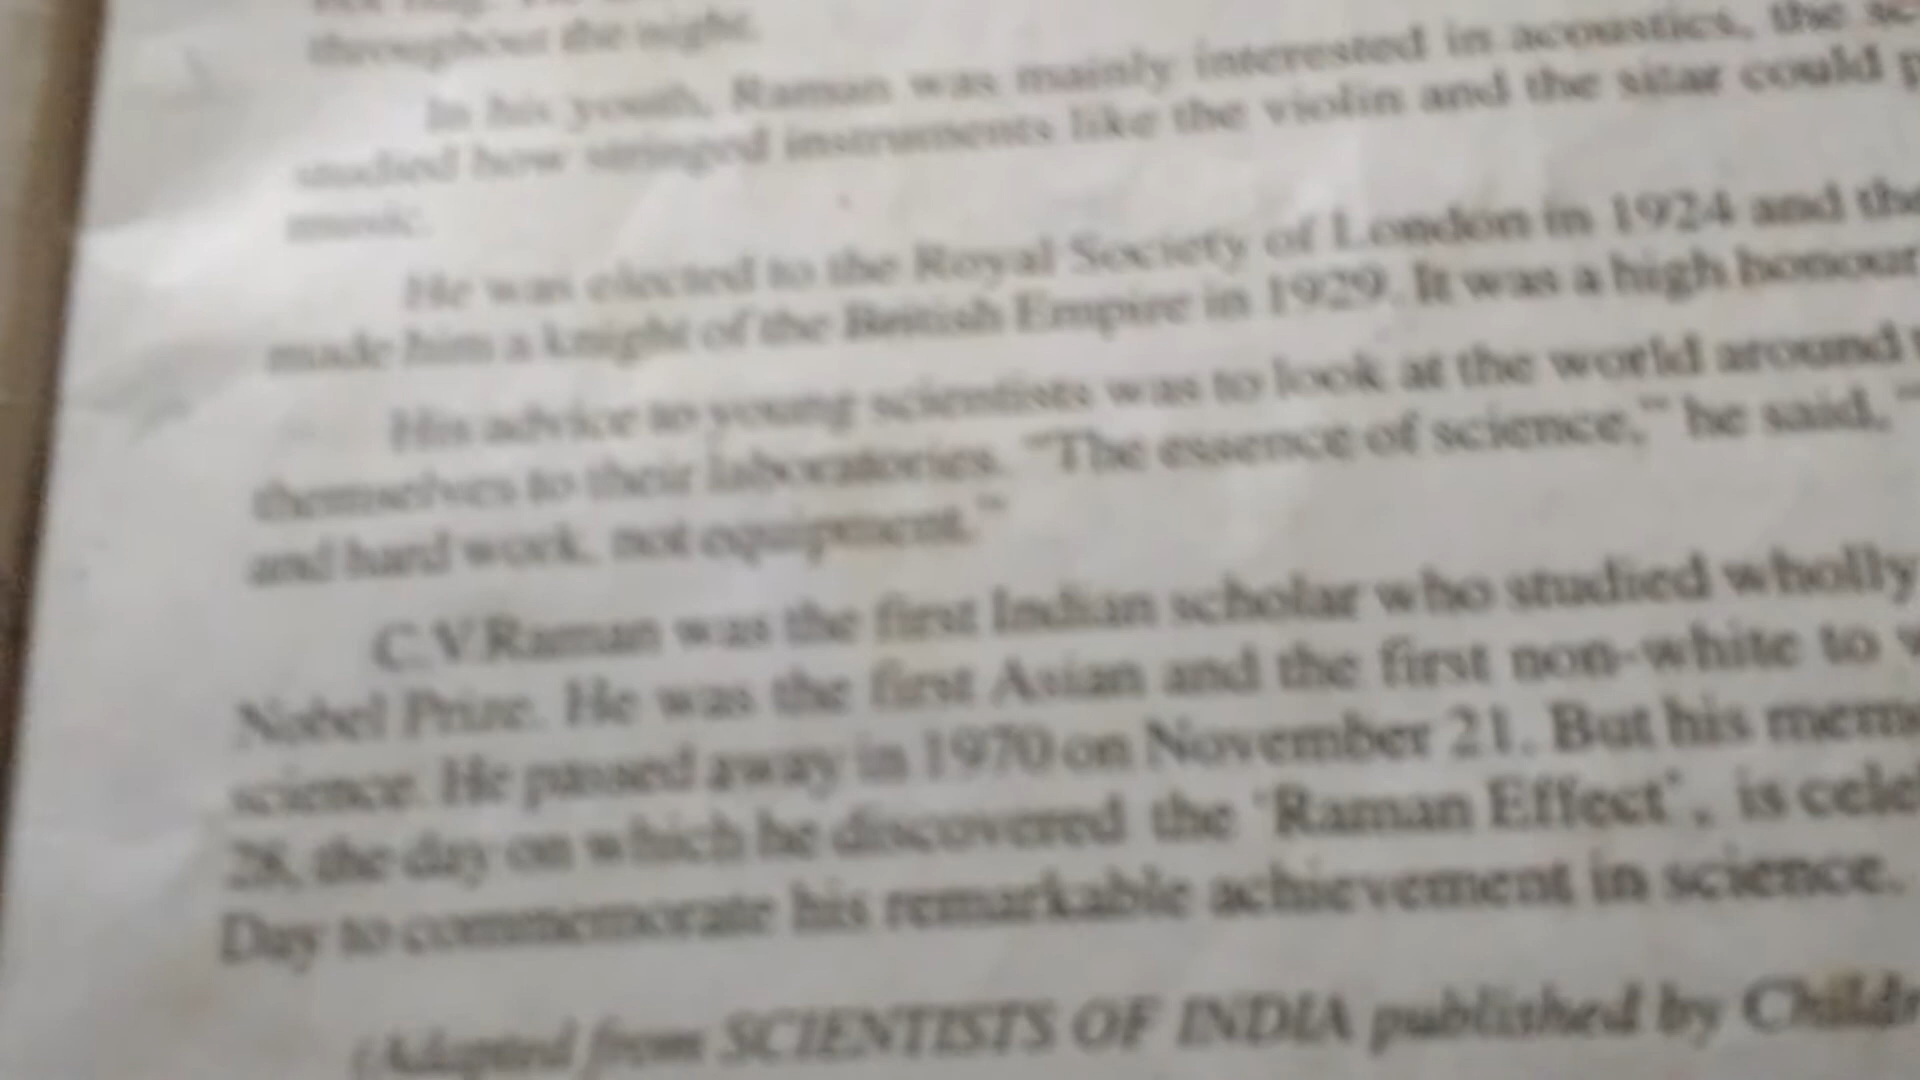 throughout the night.
In his youth, Raman was mainly interested in acoustics, the
studied how stringed instruments like the violin and the sitar could
music.
He was elected to the Royal Society of London in 1924 and the
made him a knight of the British Empire in 1929. It was a high honour
His advice to young scientists was to look at the world around
themselves to their laboratories. "The essence of science," he said, "
and hard work, not equipment."
C.V.Raman was the first Indian scholar who studied wholly
Nobel Prize. He was the first Asian and the first non-white to
science. He passed away in 1970 on November 21. But his mem
28, the day on which he discovered the 'Raman Effect', is cele
Day to commemorate his remarkable achievement in science.
(Adapted from SCIENTISTS OF INDIA published by Childr